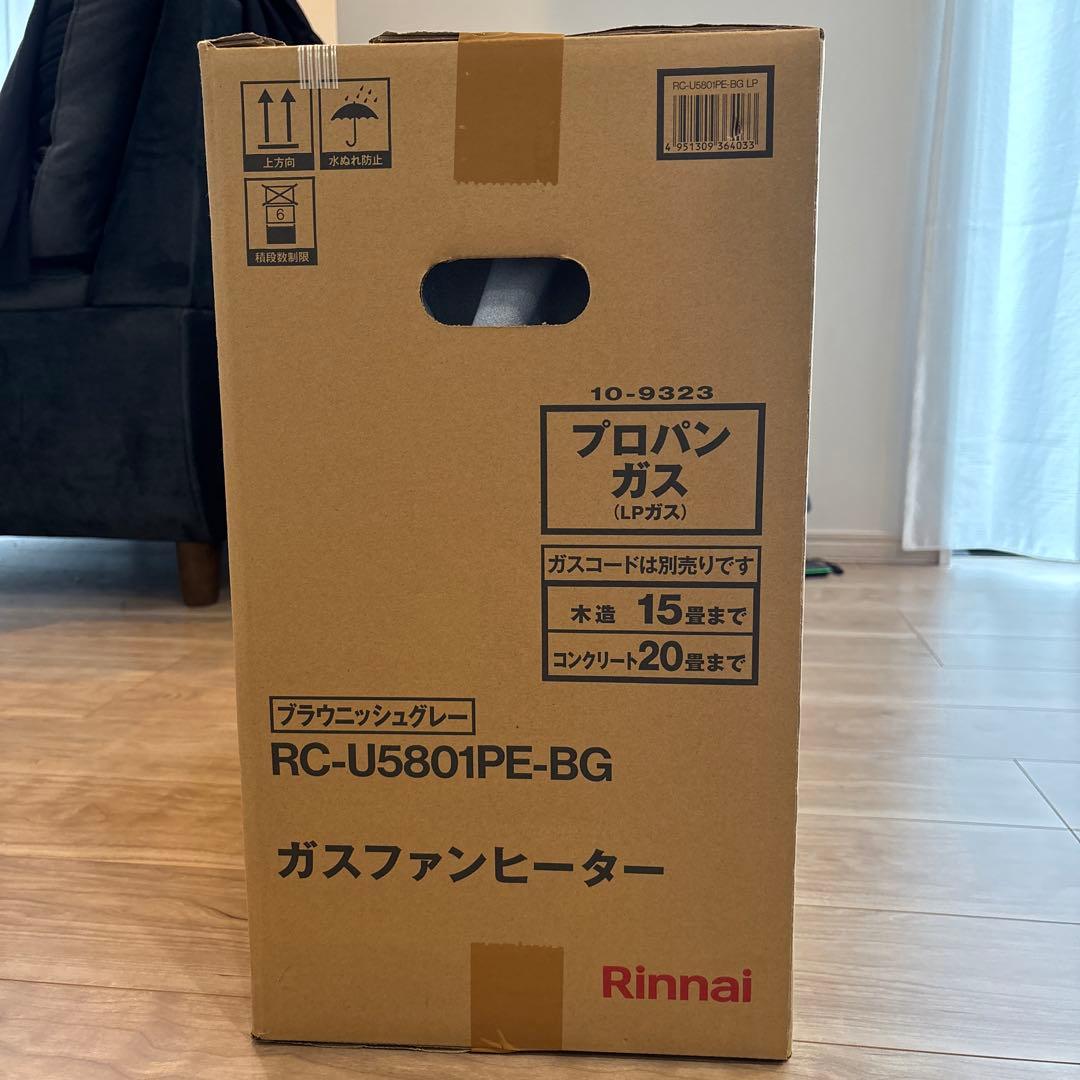 上方向
水ぬれ防止
6
積段数制限
RC-U5801PE-BG LP
4 951309 364033
10-9323
プロパン
ガス
(LPガス)
ガスコードは別売りです
木造 15畳まで
コンクリート20畳まで
ブラウニッシュグレー
RC-U5801PE-BG
ガスファンヒーター
Rinnai